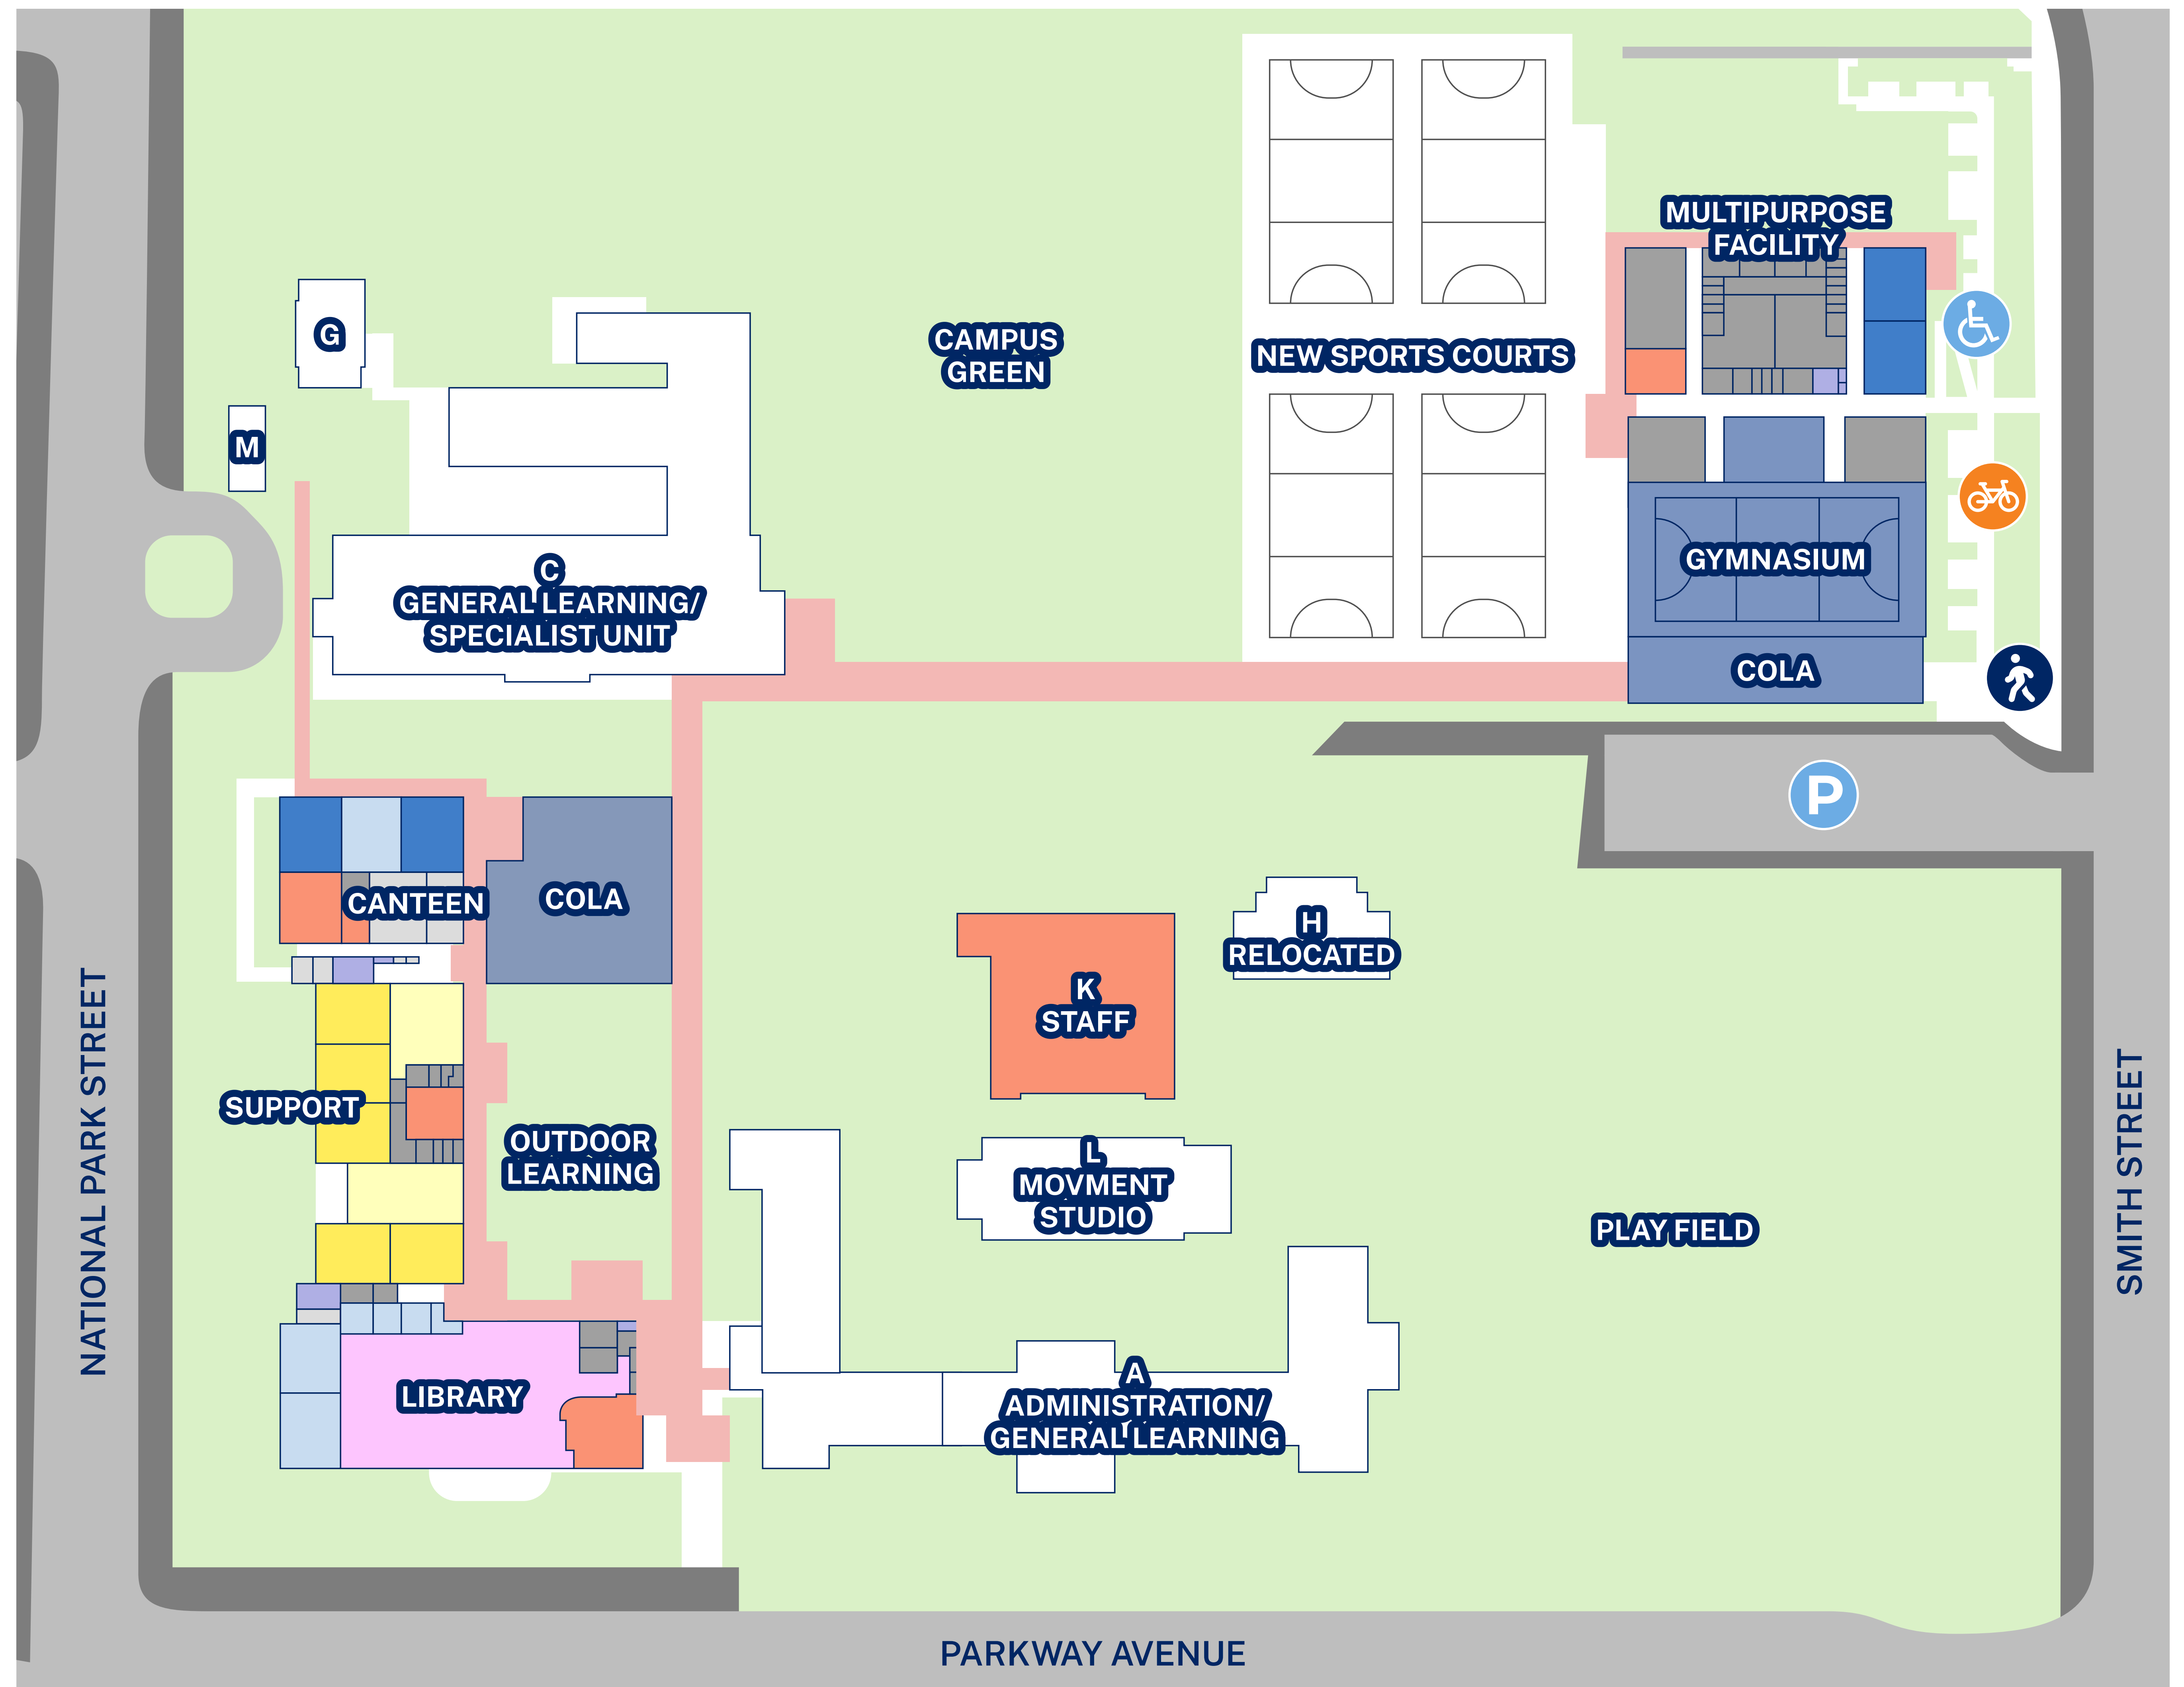 MULTIPURPOSE
FACILITY
G
CAMPUS
GREEN
NEW SPORTS COURTS
M
C
GENERAL LEARNING/
SPECIALIST UNIT
GYMNASIUM
COLA
P
CANTEEN
COLA
H
RELOCATED
K
STAFF
SUPPORT
OUTDOOR
LEARNING
L
MOVMENT
STUDIO
PLAY FIELD
LIBRARY
A
ADMINISTRATION/
GENERAL LEARNING
NATIONAL PARK STREET
SMITH STREET
PARKWAY AVENUE